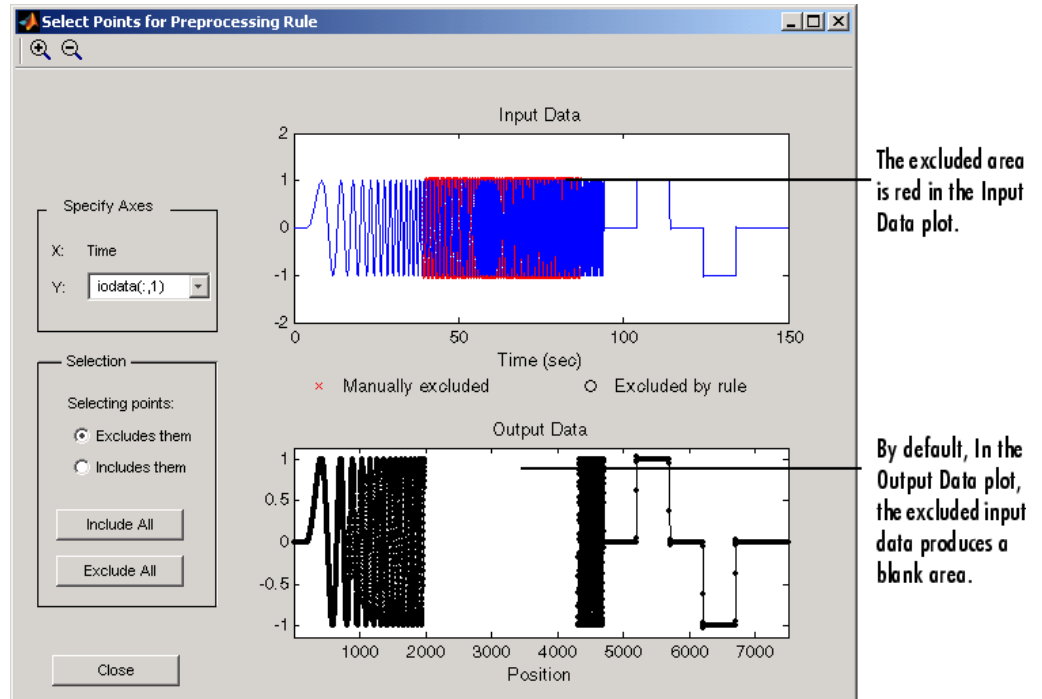 Select Points for Preprocessing Rule
Specify Axes
X: Time
Y: iodata(:,1)
Selection
Selecting points:
Excludes them
Includes them
Include All
Exclude All
Close
Input Data
2
1
0
-1
-2
0 50 100 150
Time (sec)
× Manually excluded o Excluded by rule
Output Data
1
0.5
0
-0.5
-1
1000 2000 3000 4000 5000 6000 7000
Position
The excluded area
is red in the Input
Data plot.
By default, In the
Output Data plot,
the excluded input
data produces a
blank area.